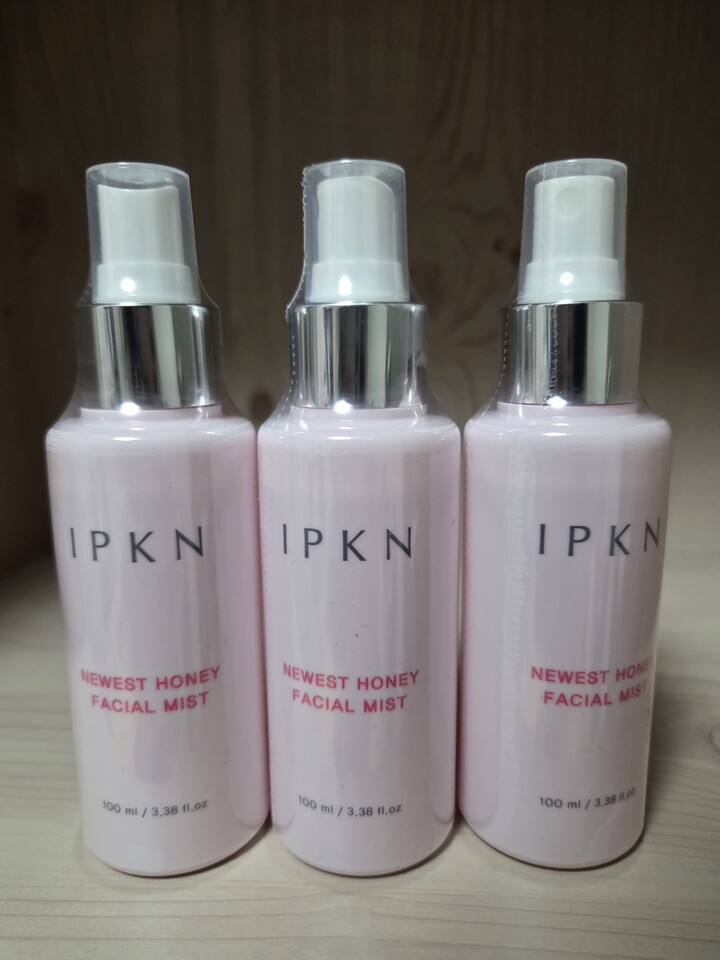 IPKN
NEWEST HONEY
FACIAL MIST
100 ml / 3.38 fl.oz
IPKN
NEWEST HONEY
FACIAL MIST
100 ml / 3.38 fl.oz
IPKN
NEWEST HONEY
FACIAL MIST
100 ml / 3.38 fl.oz